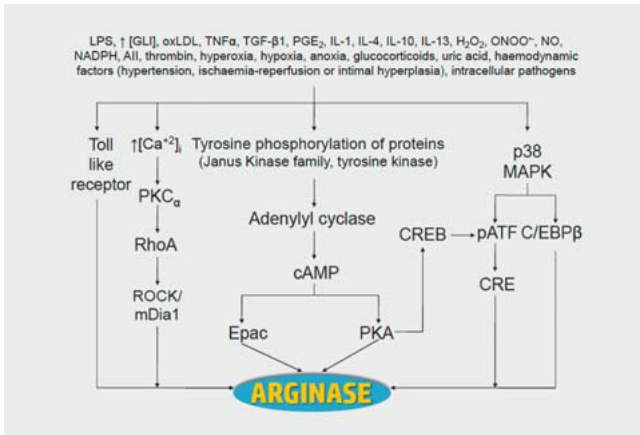 LPS, ↑ [GLI], oxLDL, TNFα, TGF-β1, PGE₂, IL-1, IL-4, IL-10, IL-13, H₂O₂, ONOO⁻, NO,
NADPH, AII, thrombin, hyperoxia, hypoxia, anoxia, glucocorticoids, uric acid, haemodynamic
factors (hypertension, ischaemia-reperfusion or intimal hyperplasia), intracellular pathogens
Toll
like
receptor
↑[Ca⁺²]ᵢ
PKCα
RhoA
ROCK/
mDia1
Tyrosine phosphorylation of proteins
(Janus Kinase family, tyrosine kinase)
Adenylyl cyclase
cAMP
Epac
PKA
CREB
p38
MAPK
pATF
C/EBPβ
CRE
ARGINASE